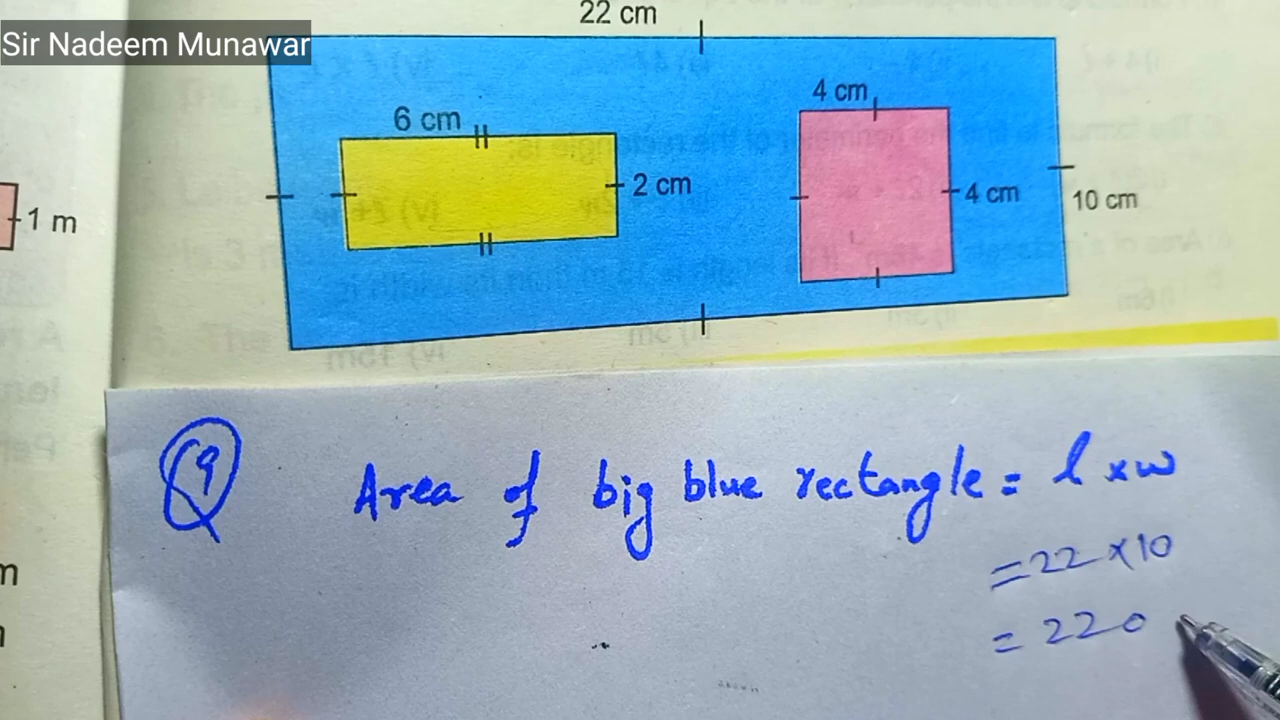 22 cm
Sir Nadeem Munawar
4 cm
6 cm
2 cm
4 cm
10 cm
1 m
Q 9 Area of big blue rectangle = l × w
= 22 × 10
= 220
m